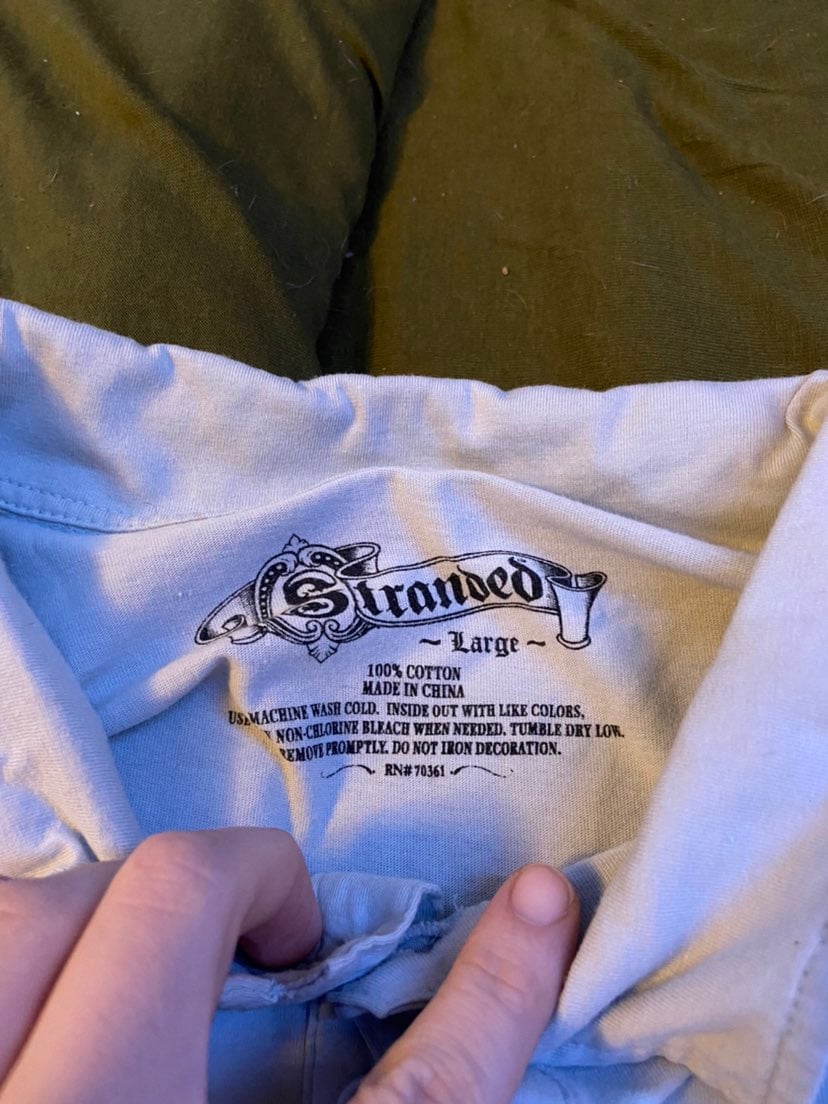 Stranded
~ Large ~
100% COTTON
MADE IN CHINA
MACHINE WASH COLD. INSIDE OUT WITH LIKE COLORS,
NON-CHLORINE BLEACH WHEN NEEDED. TUMBLE DRY LOW.
REMOVE PROMPTLY. DO NOT IRON DECORATION.
RN# 70361